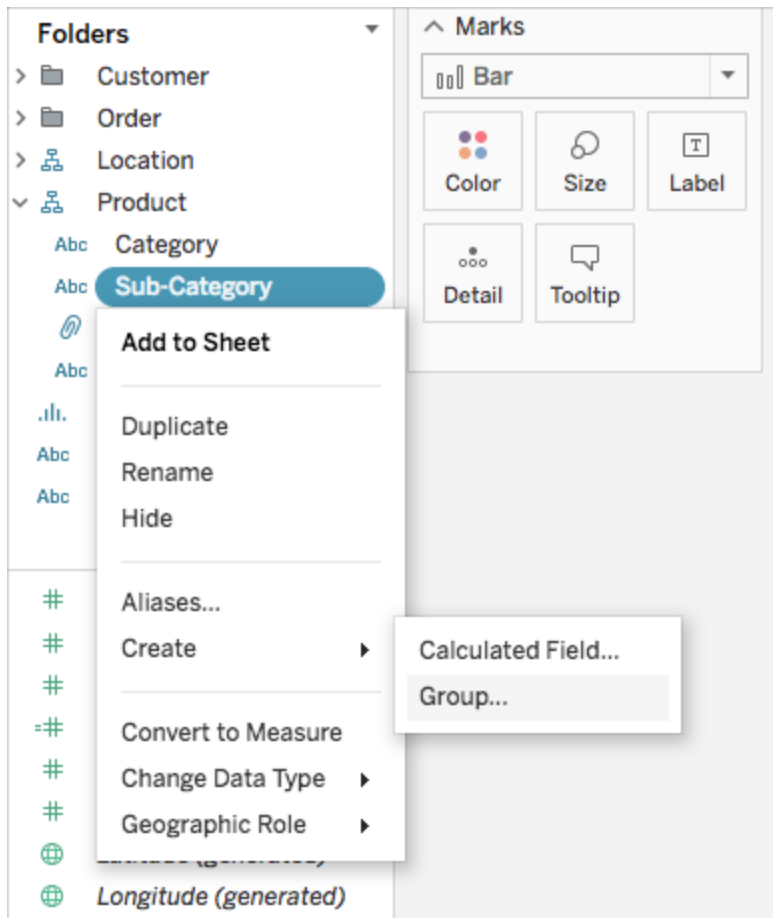 Folders
Customer
Order
Location
Product
Abc Category
Abc Sub-Category
Abc
Abc
Abc
Add to Sheet
Duplicate
Rename
Hide
Aliases...
Create
Convert to Measure
Change Data Type
Geographic Role
Calculated Field...
Group...
Longitude (generated)
Marks
Bar
Color
Size
T
Label
Detail
Tooltip